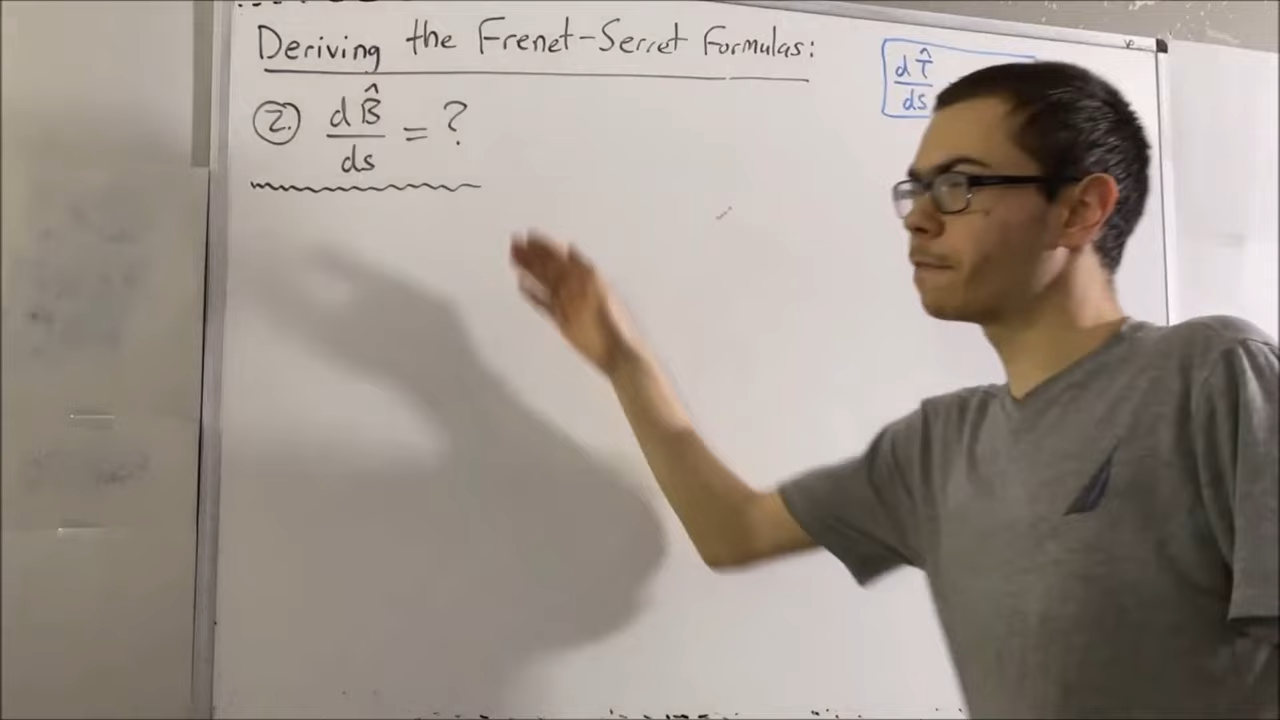 Deriving the Frenet-Serret Formulas:
② dB̂/ds = ?
dT̂/ds